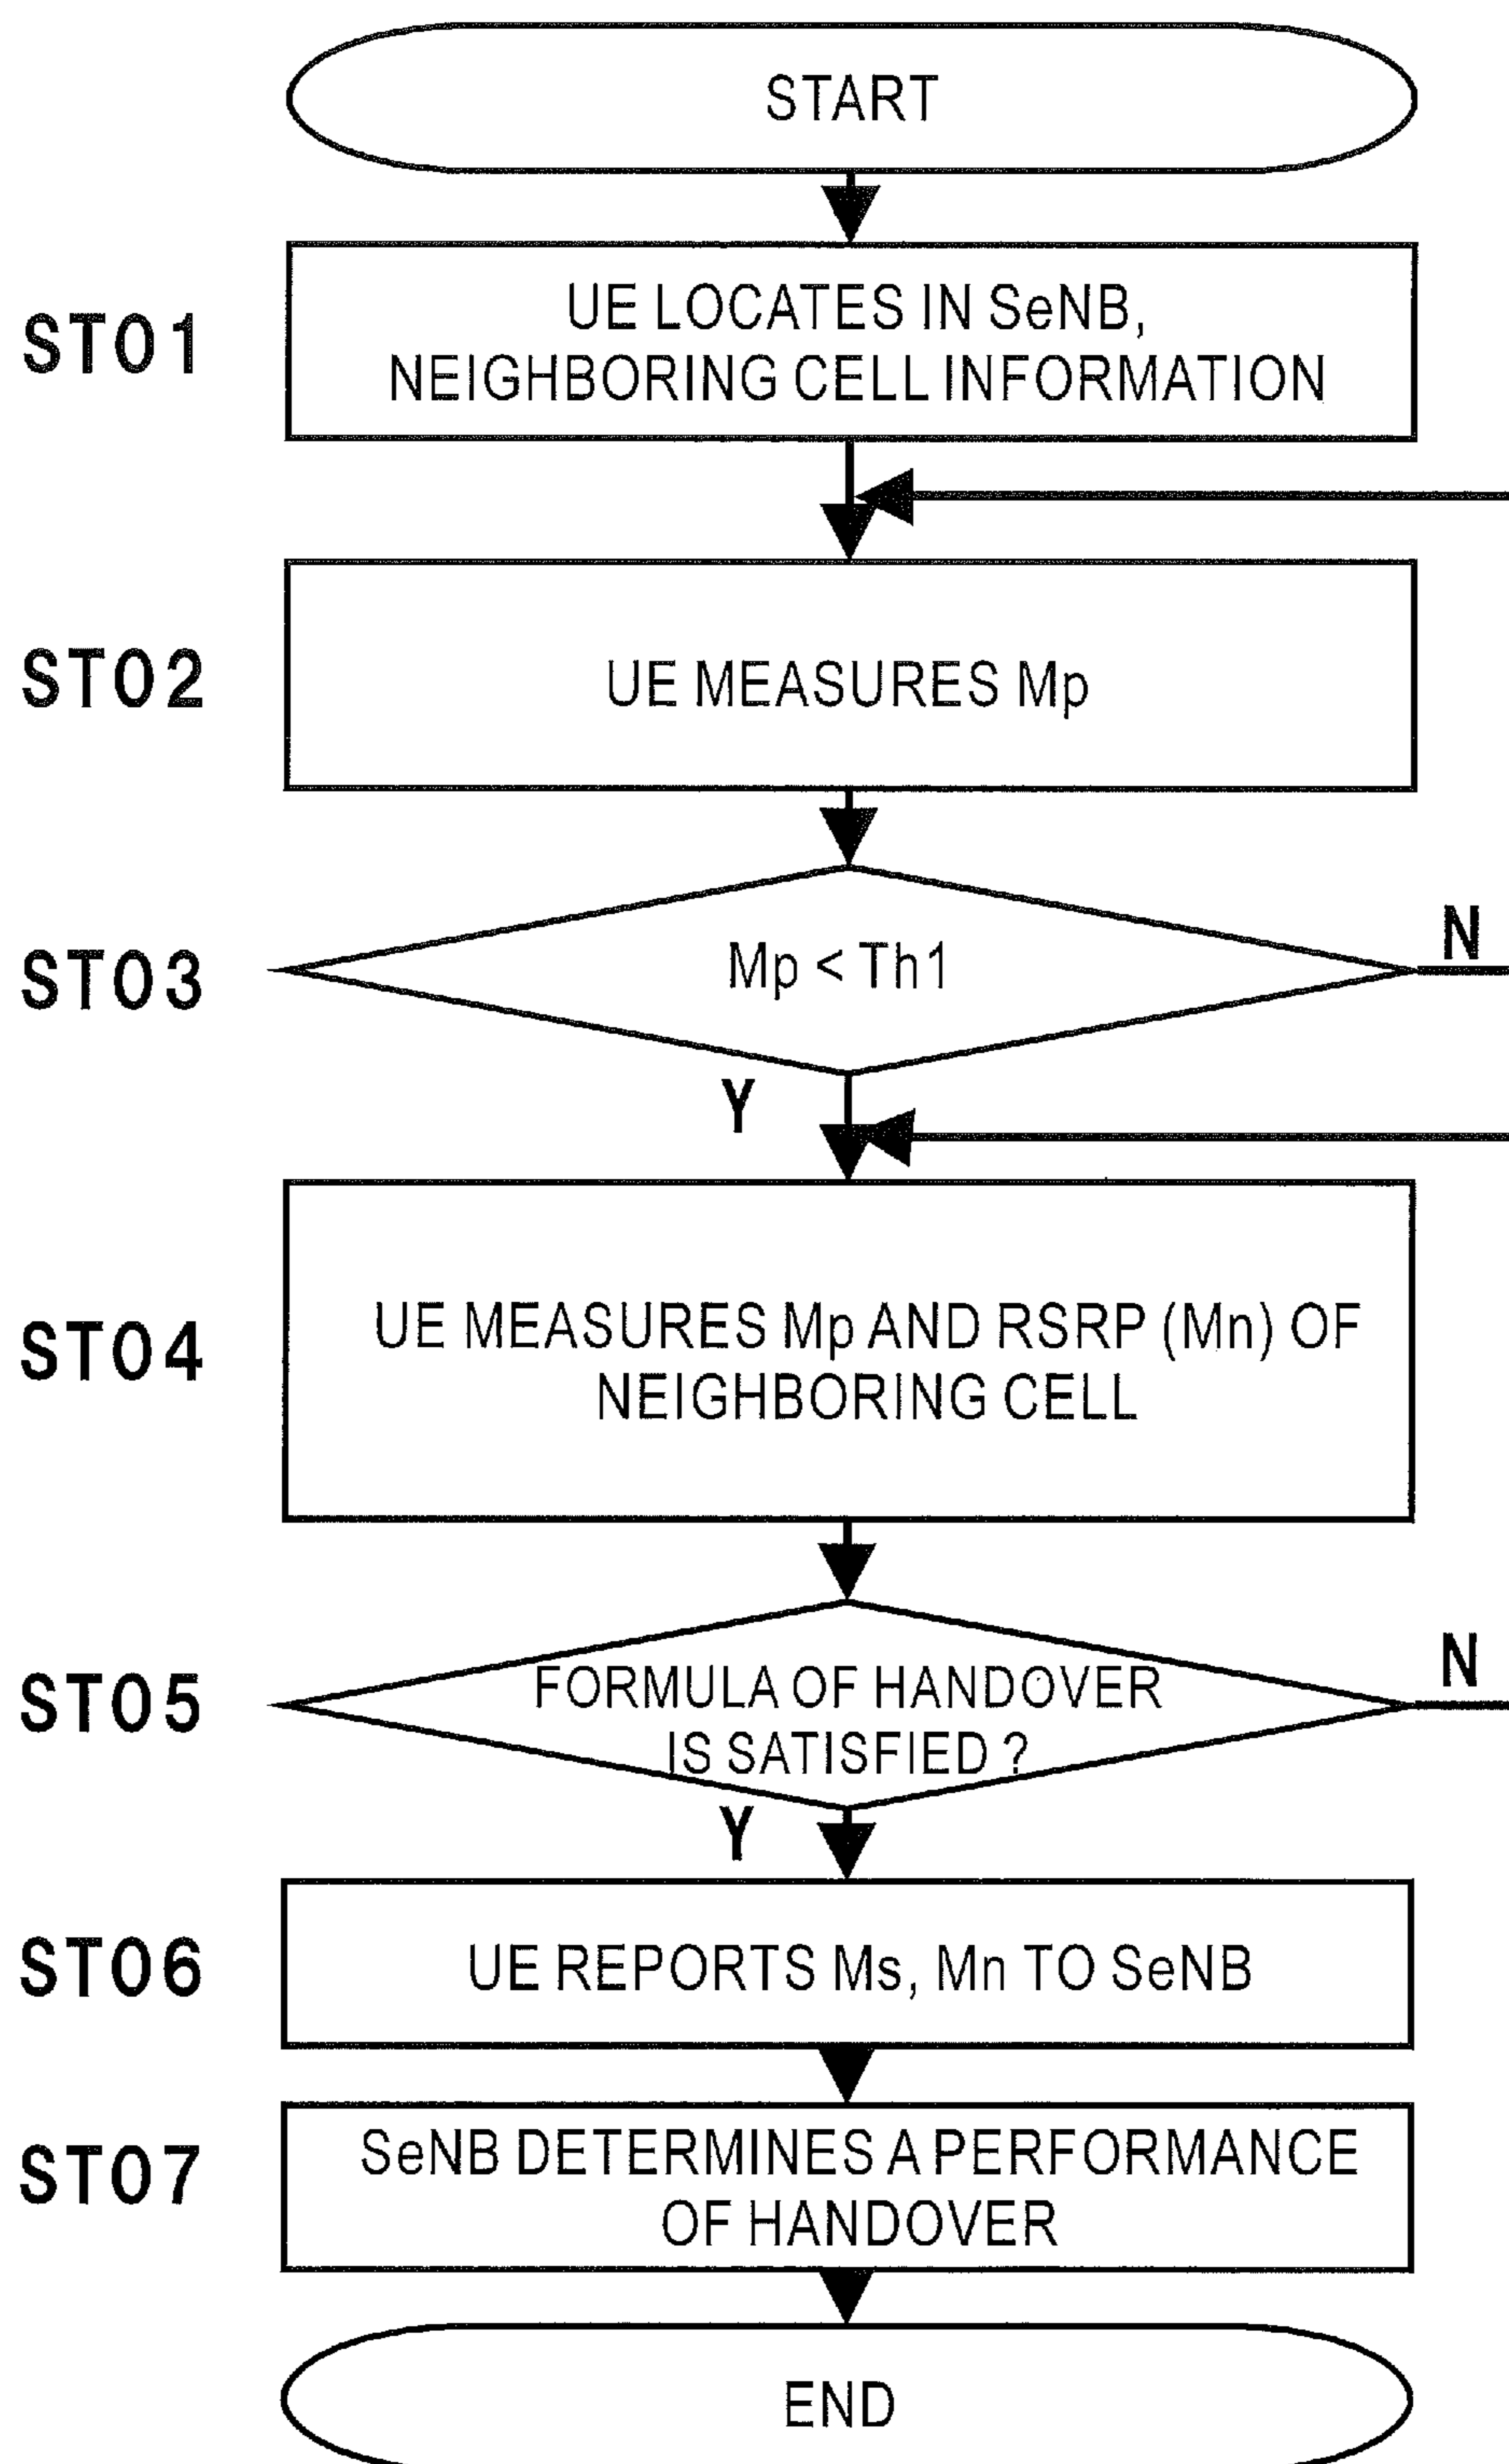 START
ST01
UE LOCATES IN SeNB,
NEIGHBORING CELL INFORMATION
ST02
UE MEASURES Mp
ST03
Mp < Th1
N
Y
ST04
UE MEASURES Mp AND RSRP (Mn) OF
NEIGHBORING CELL
ST05
FORMULA OF HANDOVER
IS SATISFIED ?
N
Y
ST06
UE REPORTS Ms, Mn TO SeNB
ST07
SeNB DETERMINES A PERFORMANCE
OF HANDOVER
END